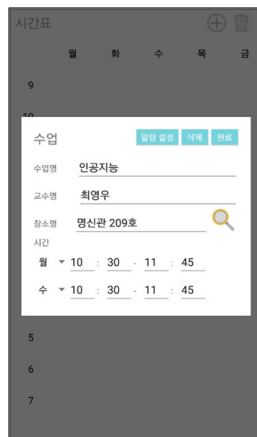 시간표
월 화 수 목 금
9
10
수업 알람 설정 삭제 완료
수업명 인공지능
교수명 최영우
장소명 명신관 209호
시간
월 10 : 30 - 11 : 45
수 10 : 30 - 11 : 45
5
6
7